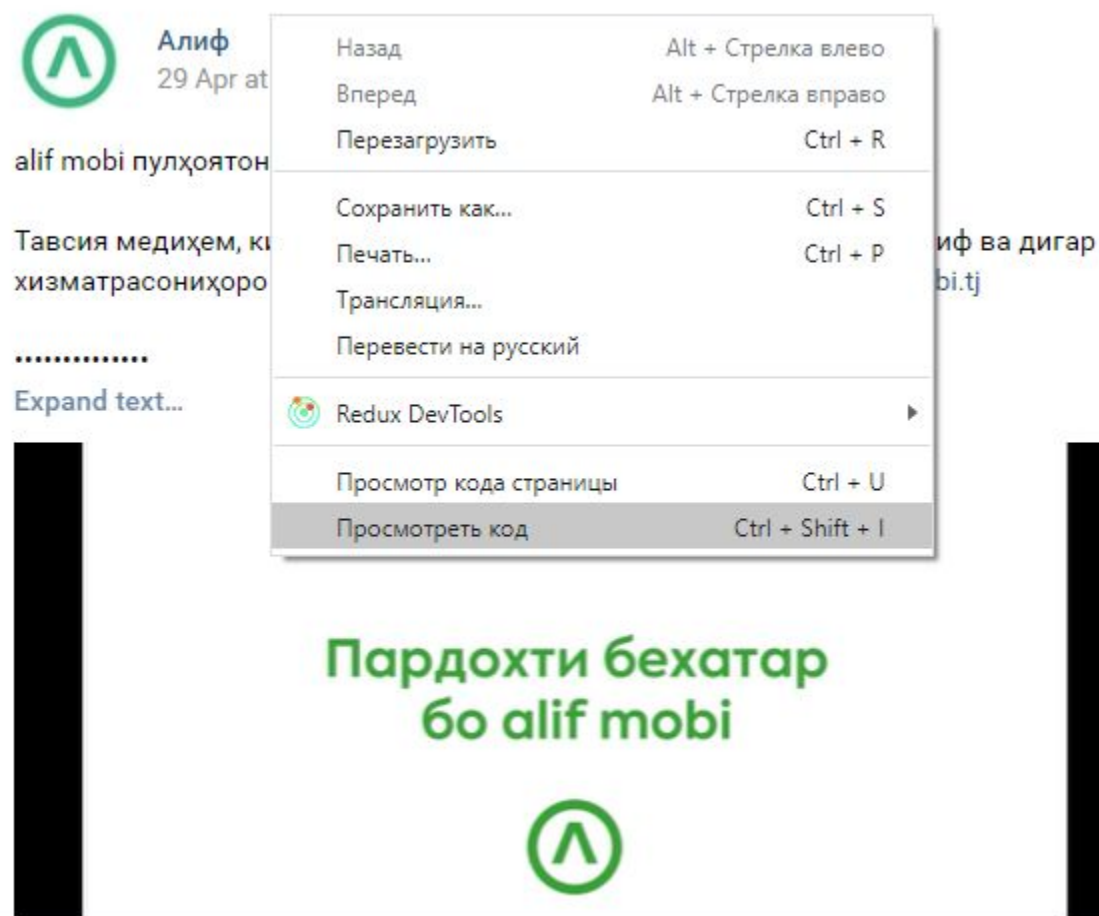 Алиф
29 Apr at
alif mobi пулҳоятон
Тавсия медиҳем, ки
иф ва дигар
хизматрасониҳоро
bi.tj
..............
Expand text...
Назад Alt + Стрелка влево
Вперед Alt + Стрелка вправо
Перезагрузить Ctrl + R
Сохранить как... Ctrl + S
Печать... Ctrl + P
Трансляция...
Перевести на русский
Redux DevTools
Просмотр кода страницы Ctrl + U
Просмотреть код Ctrl + Shift + I
Пардохти бехатар
бо alif mobi